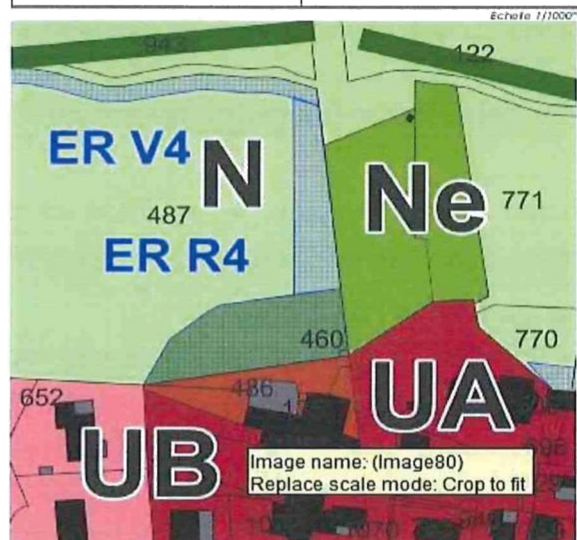 Echelle 1/1000°
943
122
ER V4
N
Ne
487
771
ER R4
460
770
652
486
UA
UB
Image name: (Image80)
Replace scale mode: Crop to fit